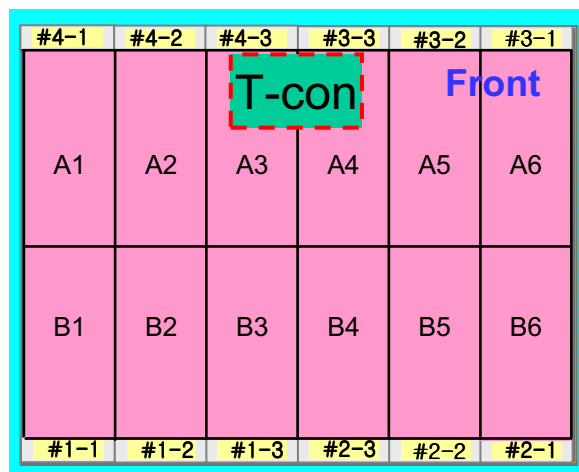 #4-1 #4-2 #4-3 #3-3 #3-2 #3-1
T-con Front
A1 A2 A3 A4 A5 A6
B1 B2 B3 B4 B5 B6
#1-1 #1-2 #1-3 #2-3 #2-2 #2-1